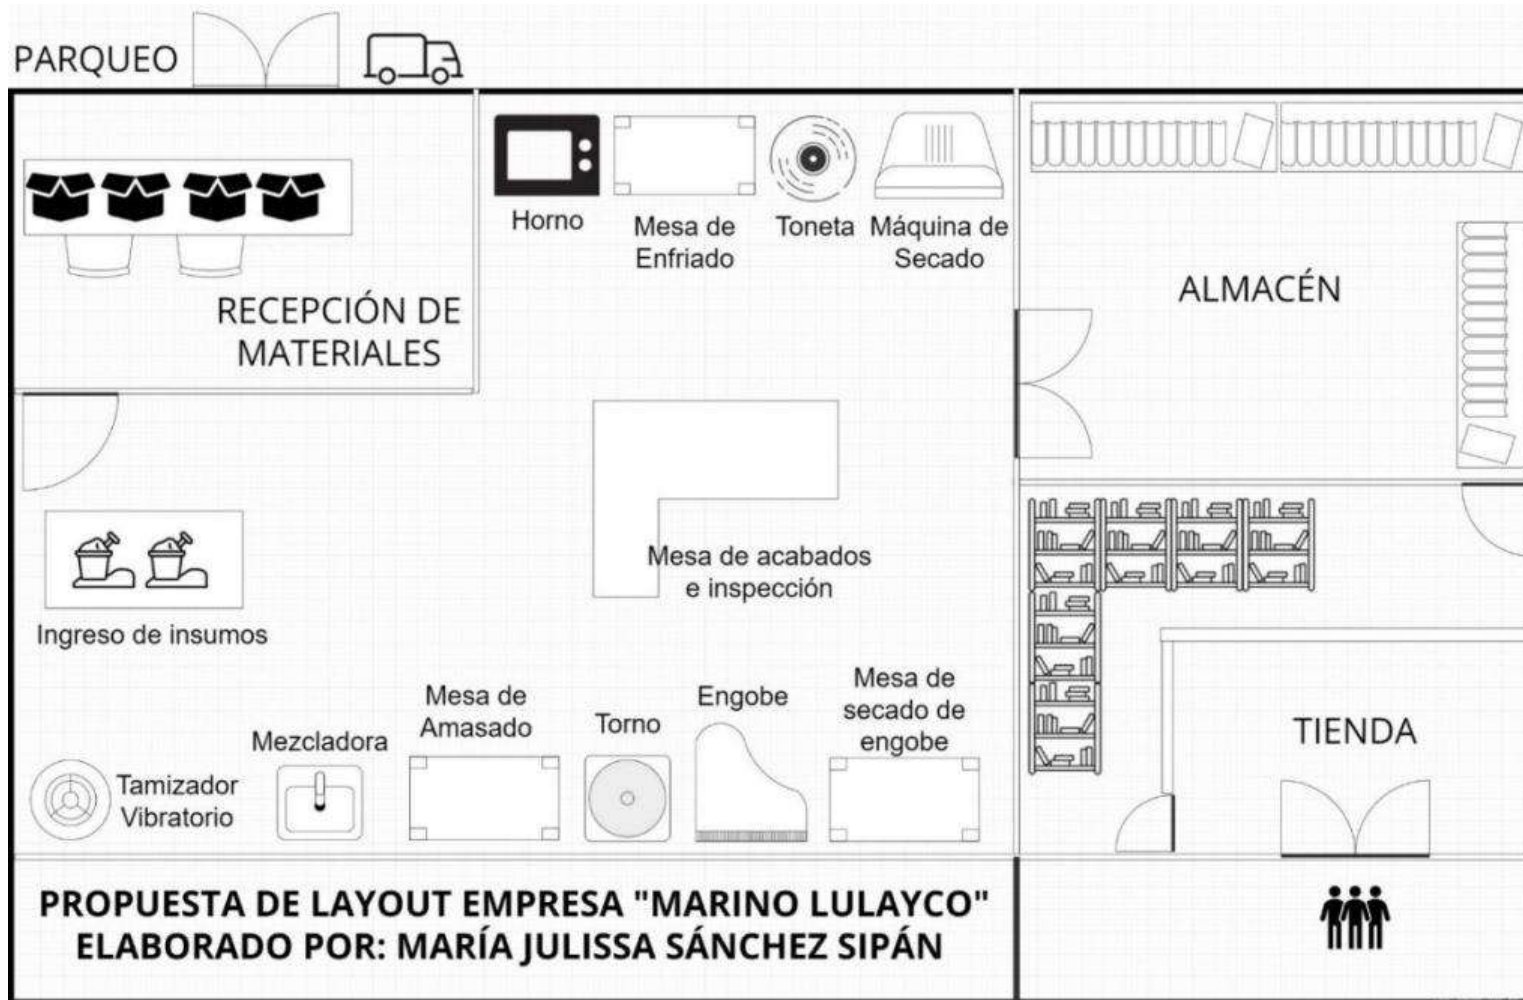 PARQUEO
Horno
Mesa de
Enfriado
Toneta
Máquina de
Secado
RECEPCIÓN DE
MATERIALES
ALMACÉN
Mesa de acabados
e inspección
Ingreso de insumos
Tamizador
Vibratorio
Mezcladora
Mesa de
Amasado
Torno
Engobe
Mesa de
secado de
engobe
TIENDA
PROPUESTA DE LAYOUT EMPRESA "MARINO LULAYCO"
ELABORADO POR: MARÍA JULISSA SÁNCHEZ SIPÁN